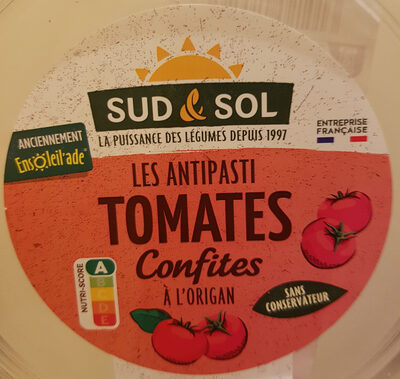 SUD & SOL
LA PUISSANCE DES LÉGUMES DEPUIS 1997
ANCIENNEMENT
Ensoleil'ade
ENTREPRISE
FRANÇAISE
LES ANTIPASTI
TOMATES
Confites
À L'ORIGAN
NUTRI-SCORE
A
B
C
D
E
SANS
CONSERVATEUR